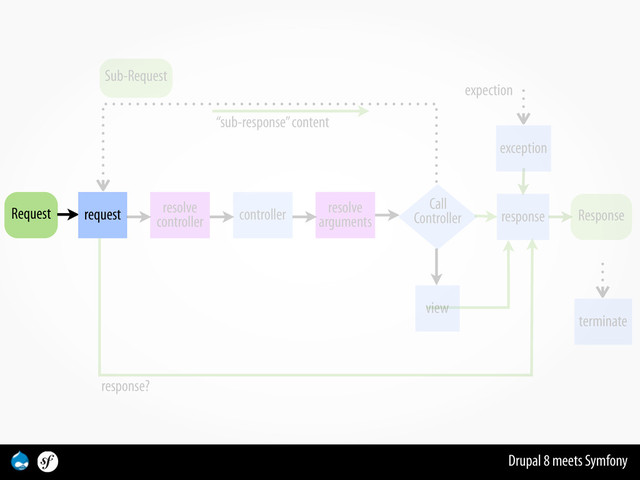 Sub-Request
expection
“sub-response” content
exception
Request
request
resolve
controller
controller
resolve
arguments
Call
Controller
response
Response
view
terminate
response?
sf
Drupal 8 meets Symfony